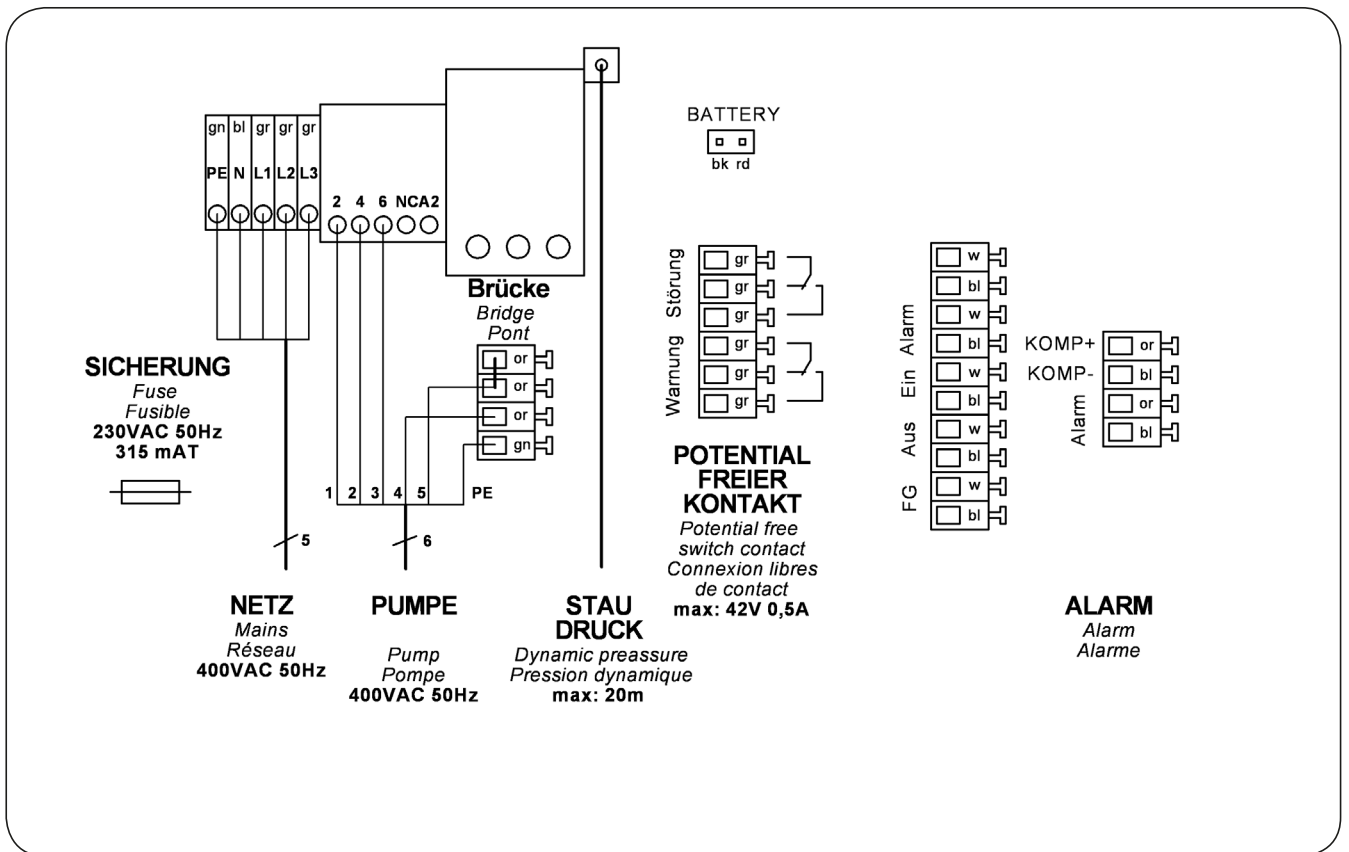 gn bl gr gr gr
PE N L1 L2 L3
2 4 6 NC A2
Brücke
Bridge
Pont
or
or
or
gn
SICHERUNG
Fuse
Fusible
230VAC 50Hz
315 mAT
1 2 3 4 5 PE
5
6
NETZ
Mains
Réseau
400VAC 50Hz
PUMPE
Pump
Pompe
400VAC 50Hz
STAU
DRUCK
Dynamic preassure
Pression dynamique
max: 20m
BATTERY
bk rd
Störung
gr
gr
gr
Warnung
gr
gr
gr
POTENTIAL
FREIER
KONTAKT
Potential free
switch contact
Connexion libres
de contact
max: 42V 0,5A
w
bl
Alarm
w
bl
Ein
w
bl
Aus
w
bl
FG
w
bl
KOMP+ or
KOMP- bl
Alarm
or
bl
ALARM
Alarm
Alarme